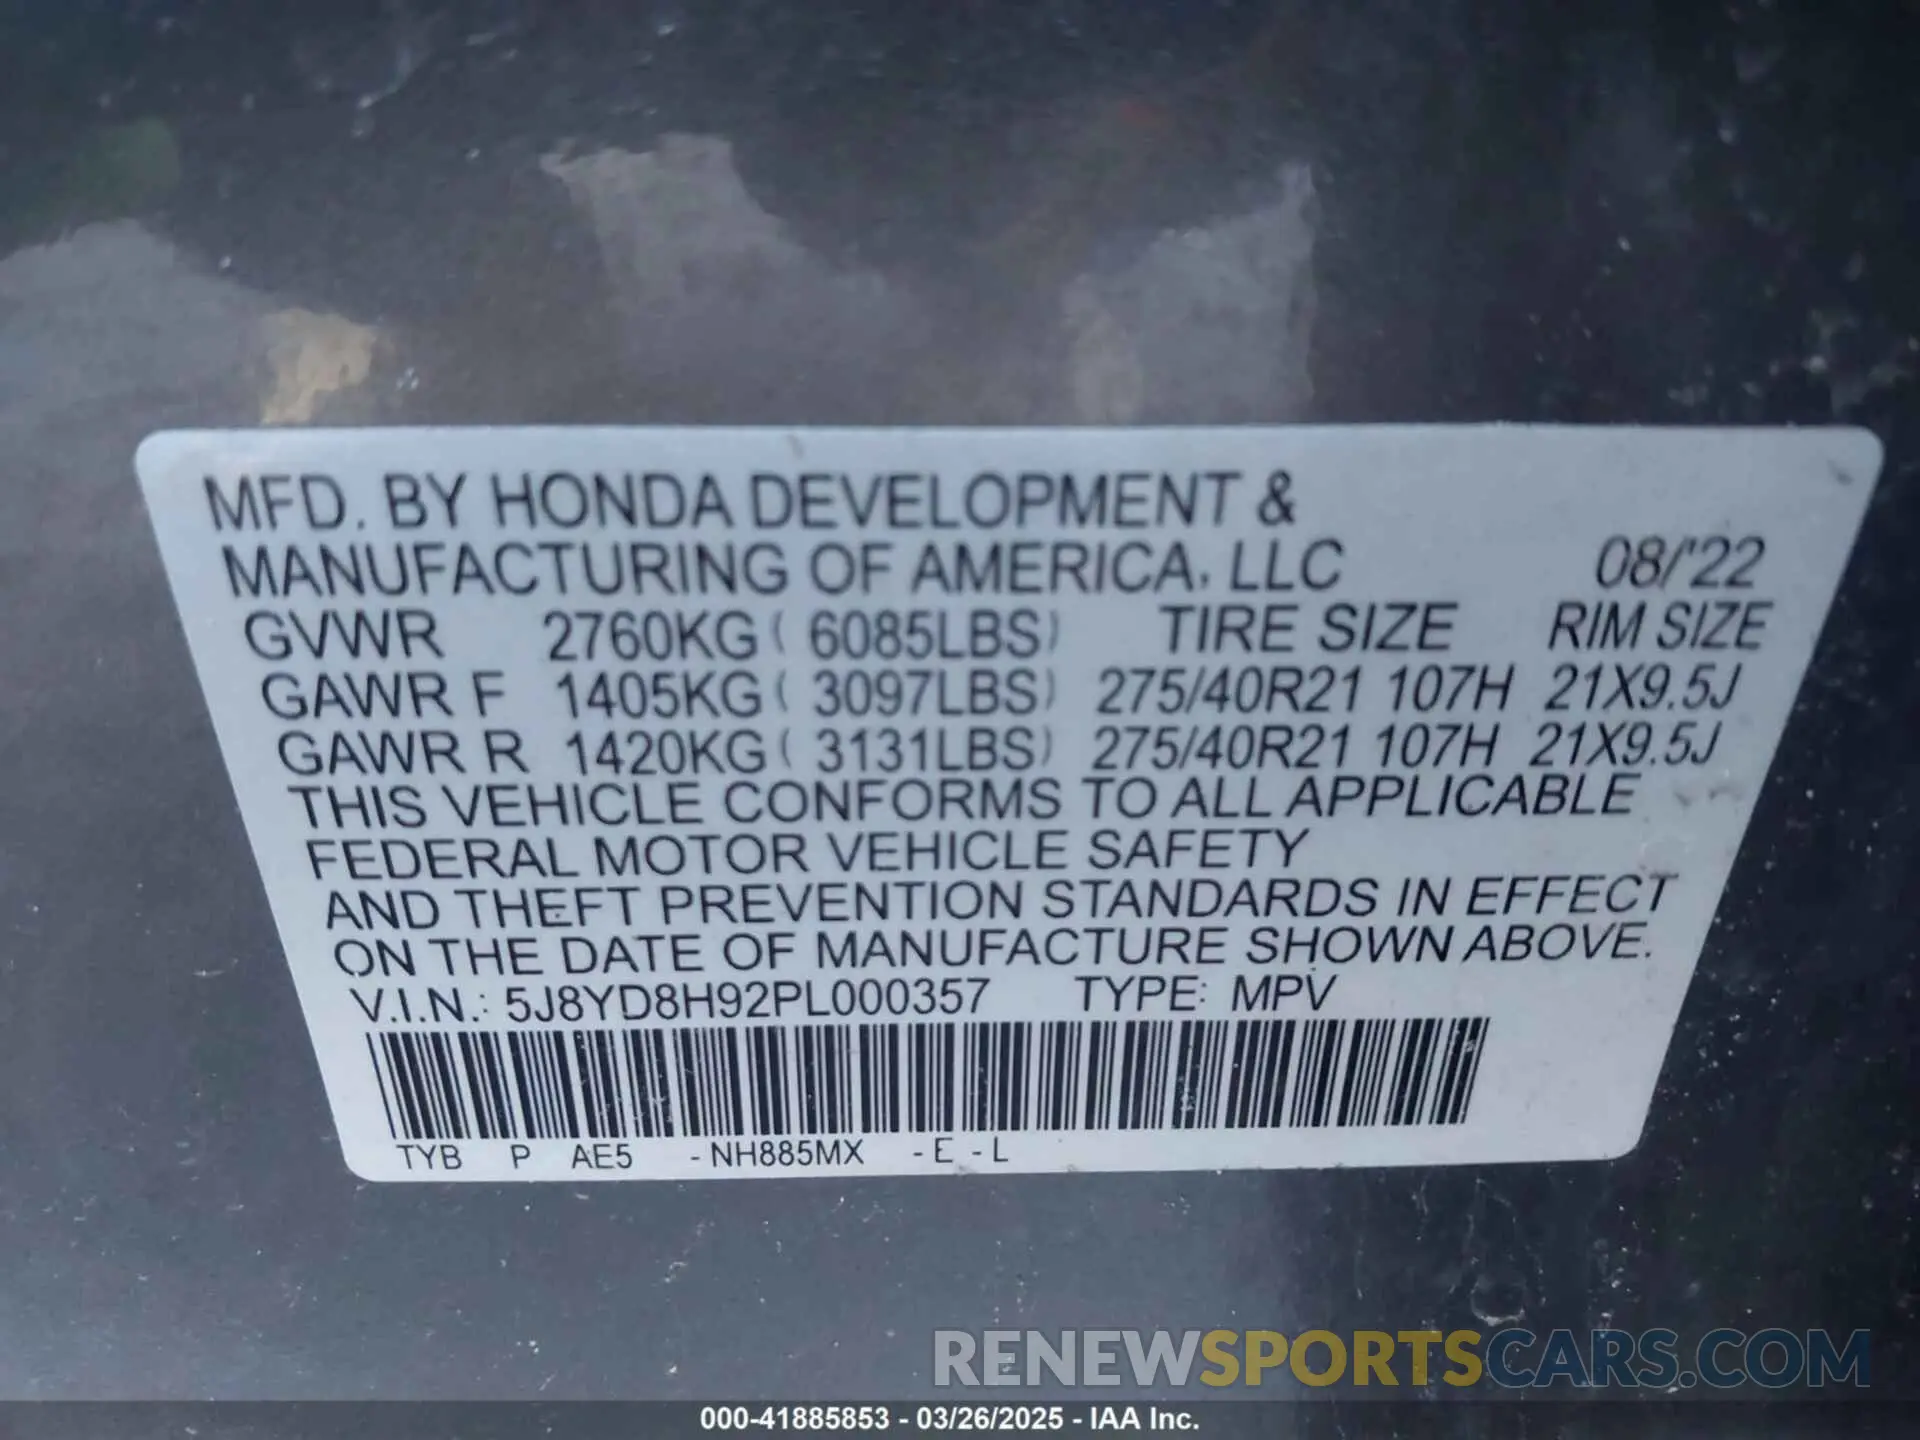 MFD. BY HONDA DEVELOPMENT &
MANUFACTURING OF AMERICA, LLC 08/'22
GVWR 2760KG( 6085LBS) TIRE SIZE RIM SIZE
GAWR F 1405KG( 3097LBS) 275/40R21 107H 21X9.5J
GAWR R 1420KG( 3131LBS) 275/40R21 107H 21X9.5J
THIS VEHICLE CONFORMS TO ALL APPLICABLE
FEDERAL MOTOR VEHICLE SAFETY
AND THEFT PREVENTION STANDARDS IN EFFECT
ON THE DATE OF MANUFACTURE SHOWN ABOVE.
V.I.N.: 5J8YD8H92PL000357 TYPE: MPV
TYB P AE5 -NH885MX -E -L
RENEWSPORTSCARS.COM
000-41885853 - 03/26/2025 - IAA Inc.